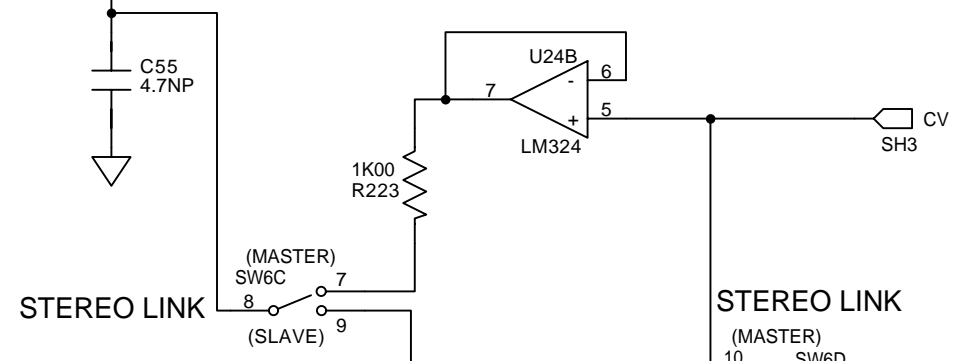 C55
4.7NP
U24B
-
6
7
5
+
LM324
CV
SH3
1K00
R223
(MASTER)
SW6C
7
STEREO LINK
8
9
(SLAVE)
STEREO LINK
(MASTER)
10
SW6D